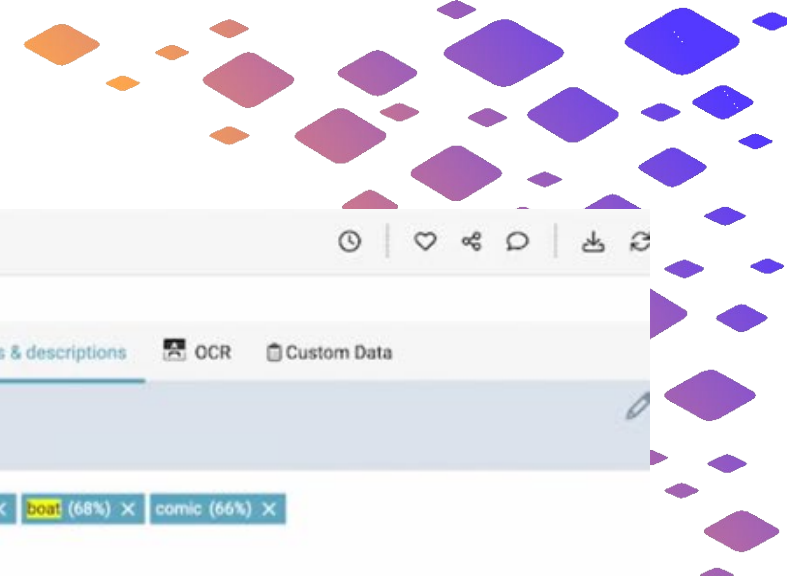 s & descriptions OCR Custom Data
boat (68%) × comic (66%) ×